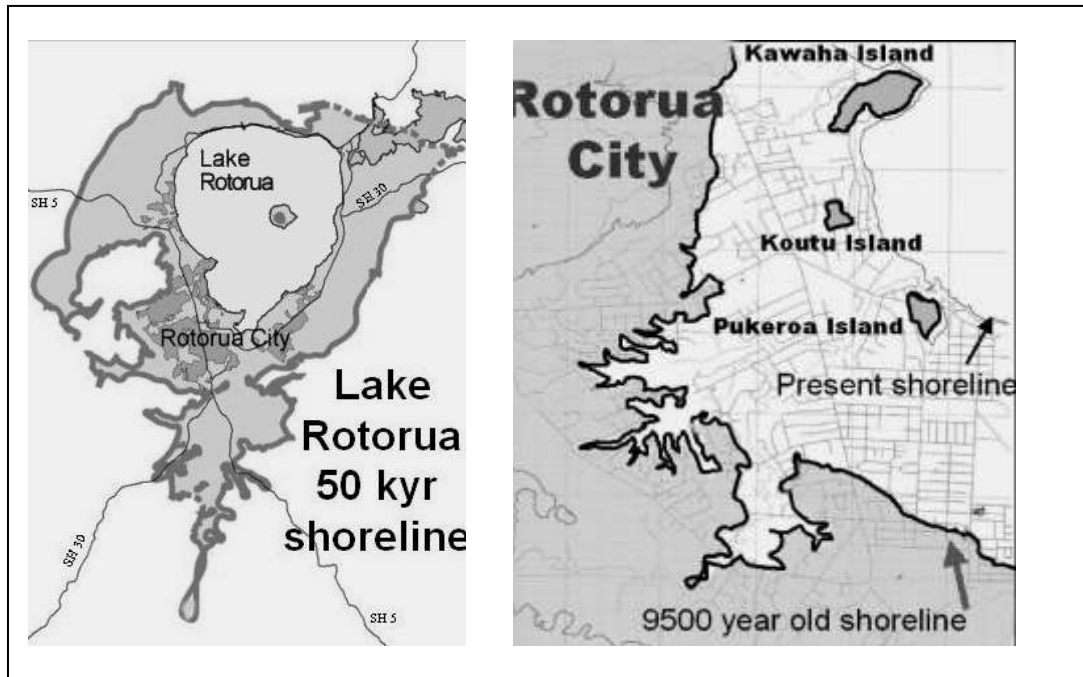 Lake
Rotorua
SH 5
SH 30
Rotorua City
Lake
Rotorua
50 kyr
shoreline
SH 30
SH 5
Kawaha Island
Rotorua
City
Koutu Island
Pukeroa Island
Present shoreline
9500 year old shoreline